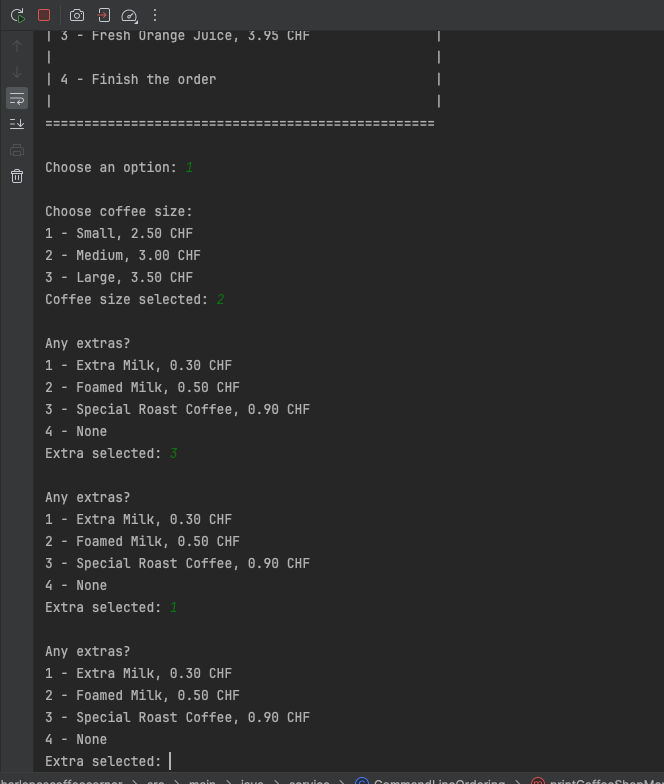 | 3 - Fresh Orange Juice, 3.95 CHF |
| |
| 4 - Finish the order |
| |
==================================================
Choose an option: 1
Choose coffee size:
1 - Small, 2.50 CHF
2 - Medium, 3.00 CHF
3 - Large, 3.50 CHF
Coffee size selected: 2
Any extras?
1 - Extra Milk, 0.30 CHF
2 - Foamed Milk, 0.50 CHF
3 - Special Roast Coffee, 0.90 CHF
4 - None
Extra selected: 3
Any extras?
1 - Extra Milk, 0.30 CHF
2 - Foamed Milk, 0.50 CHF
3 - Special Roast Coffee, 0.90 CHF
4 - None
Extra selected: 1
Any extras?
1 - Extra Milk, 0.30 CHF
2 - Foamed Milk, 0.50 CHF
3 - Special Roast Coffee, 0.90 CHF
4 - None
Extra selected:
> src > main > java > service > CommandLineOrdering >